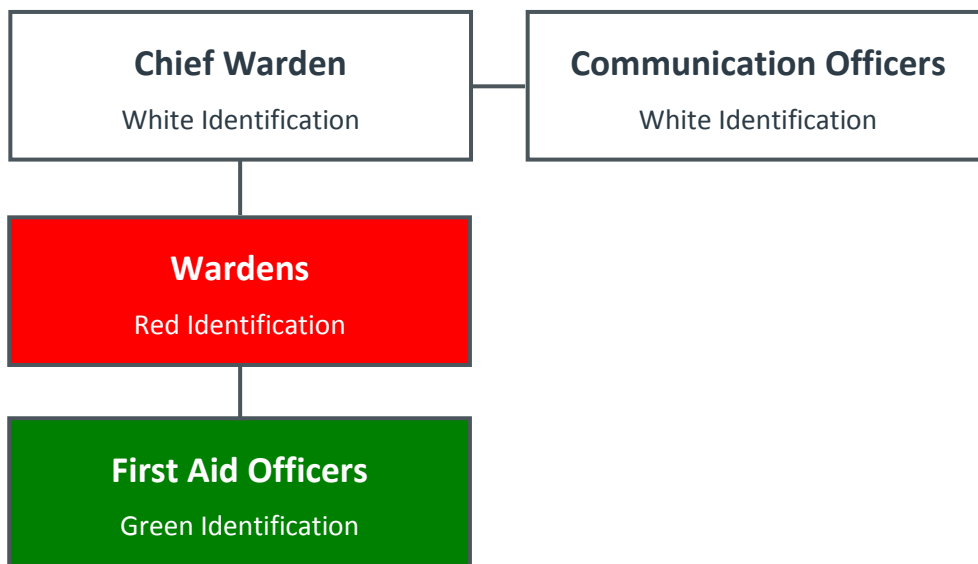 Chief Warden
White Identification
Communication Officers
White Identification
Wardens
Red Identification
First Aid Officers
Green Identification